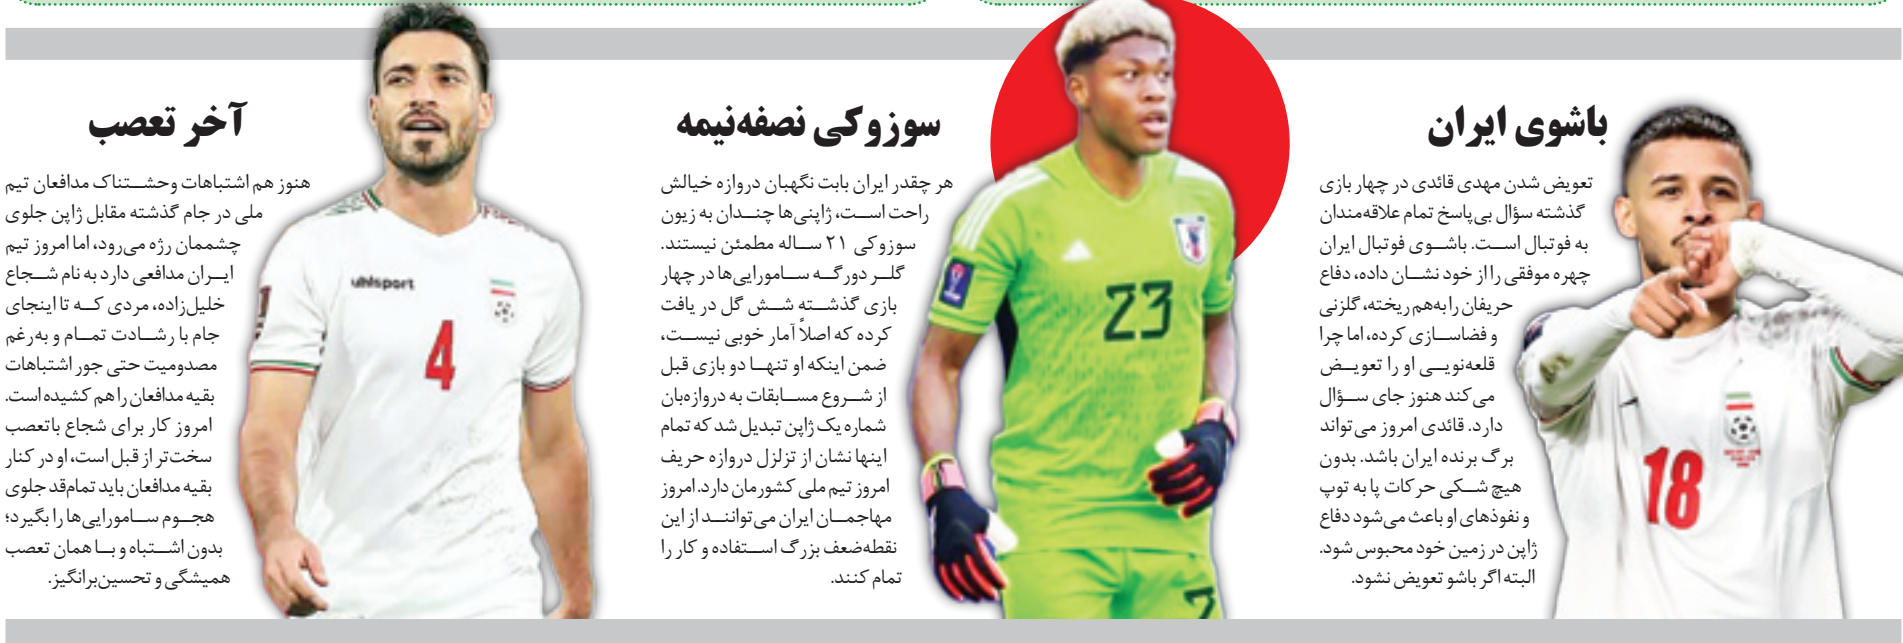 باشوی ایران
تعویض شدن مهدی قائدی در چهار بازی
گذشته سؤال بی‌پاسخ تمام علاقه‌مندان
به فوتبال است. باشوی فوتبال ایران
چهره موفقی را از خود نشان داده، دفاع
حریفان را به‌هم ریخته، گلزنی
و فضاسازی کرده، اما چرا
قلعه‌نویی او را تعویض
می‌کند هنوز جای سؤال
دارد. قائدی امروز می‌تواند
برگ برنده ایران باشد. بدون
هیچ شکی حرکات پا به توپ
و نفوذهای او باعث می‌شود دفاع
ژاپن در زمین خود محبوس شود.
البته اگر باشو تعویض نشود.
18
سوزوکی نصفه‌نیمه
هر چقدر ایران بابت نگهبان دروازه خیالش
راحت است، ژاپنی‌ها چندان به زیون
سوزوکی ۲۱ ساله مطمئن نیستند.
گلر دورگه سامورایی‌ها در چهار
بازی گذشته شش گل دریافت
کرده که اصلاً آمار خوبی نیست،
ضمن اینکه او تنها دو بازی قبل
از شروع مسابقات به دروازه‌بان
شماره یک ژاپن تبدیل شد که تمام
اینها نشان از تزلزل دروازه حریف
امروز تیم ملی کشورمان دارد. امروز
مهاجمان ایران می‌توانند از این
نقطه‌ضعف بزرگ استفاده و کار را
تمام کنند.
23
2
آخر تعصب
هنوز هم اشتباهات وحشتناک مدافعان تیم
ملی در جام گذشته مقابل ژاپن جلوی
چشممان رژه می‌رود، اما امروز تیم
ایران مدافعی دارد به نام شجاع
خلیل‌زاده، مردی که تا اینجای
جام با رشادت تمام و به‌رغم
مصدومیت حتی جور اشتباهات
بقیه مدافعان را هم کشیده است.
امروز کار برای شجاع باتعصب
سخت‌تر از قبل است، او در کنار
بقیه مدافعان باید تمام‌قد جلوی
هجوم سامورایی‌ها را بگیرد؛
بدون اشتباه و با همان تعصب
همیشگی و تحسین‌برانگیز.
uhlsport
4